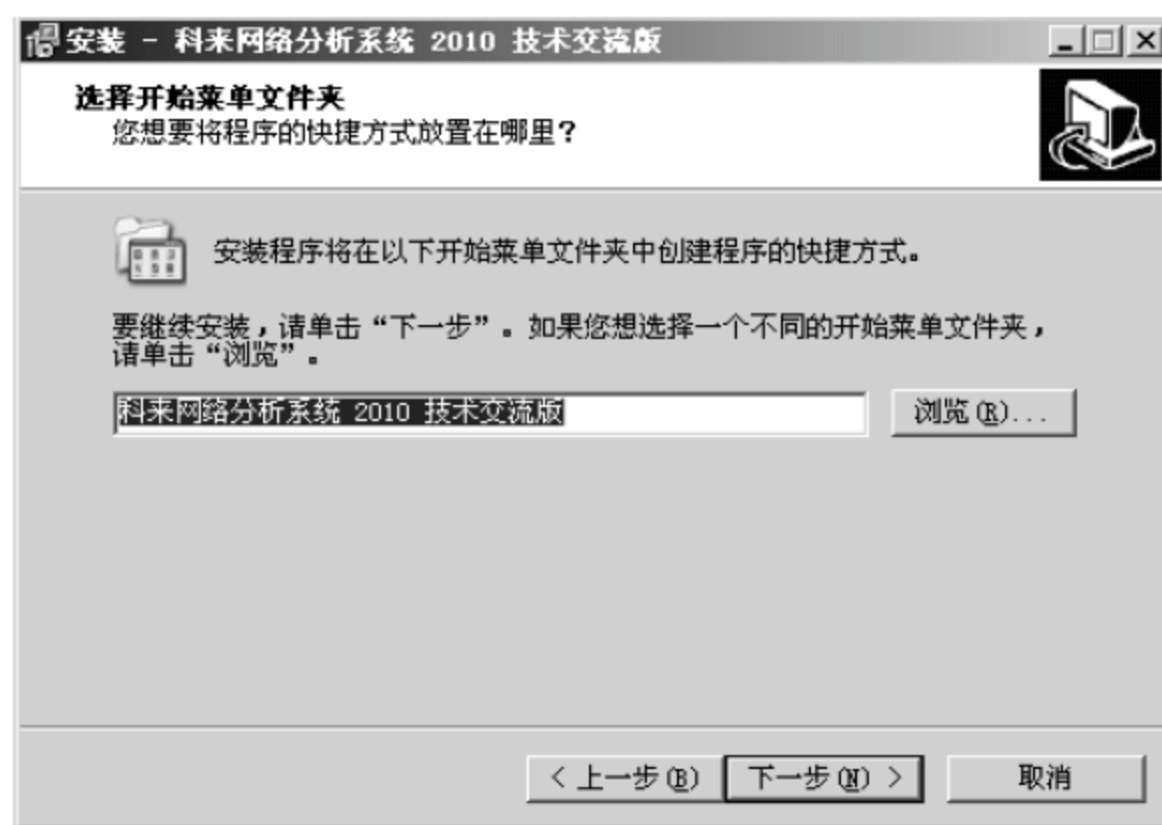 安装 - 科来网络分析系统 2010 技术交流版
选择开始菜单文件夹
您想要将程序的快捷方式放置在哪里?
安装程序将在以下开始菜单文件夹中创建程序的快捷方式。
要继续安装,请单击“下一步”。如果您想选择一个不同的开始菜单文件夹,
请单击“浏览”。
科来网络分析系统 2010 技术交流版
浏览(R)...
< 上一步(B)
下一步(N) >
取消